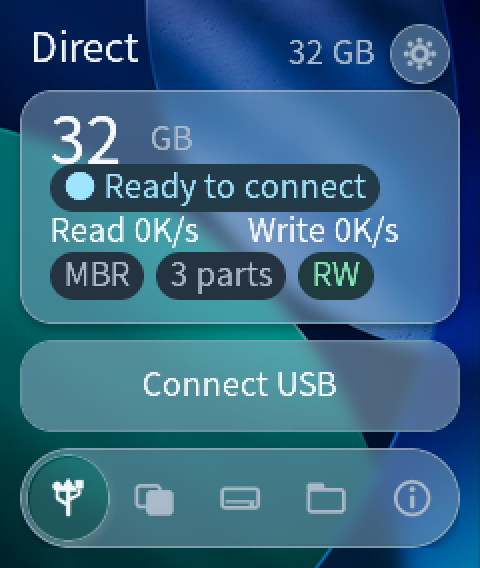 Direct 32 GB
32 GB
Ready to connect
Read 0K/s Write 0K/s
MBR 3 parts RW
Connect USB